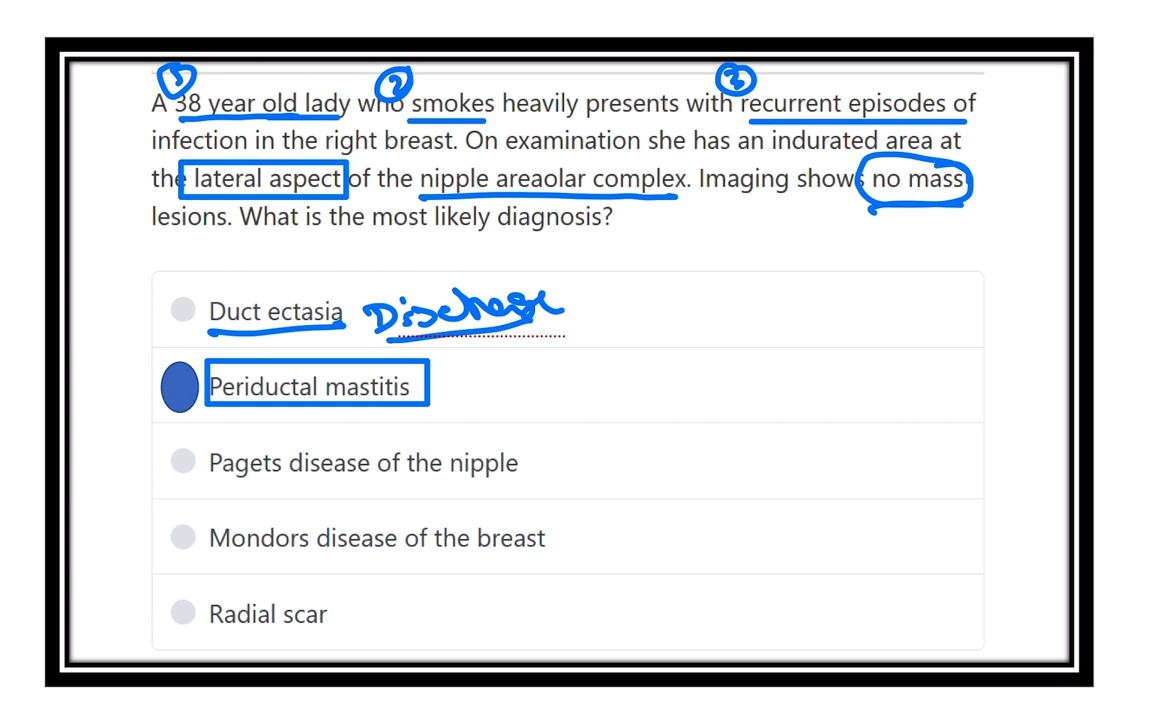 1 2 3
A 38 year old lady who smokes heavily presents with recurrent episodes of
infection in the right breast. On examination she has an indurated area at
the lateral aspect of the nipple areaolar complex. Imaging shows no mass
lesions. What is the most likely diagnosis?
Duct ectasia Discharge
Periductal mastitis
Pagets disease of the nipple
Mondors disease of the breast
Radial scar